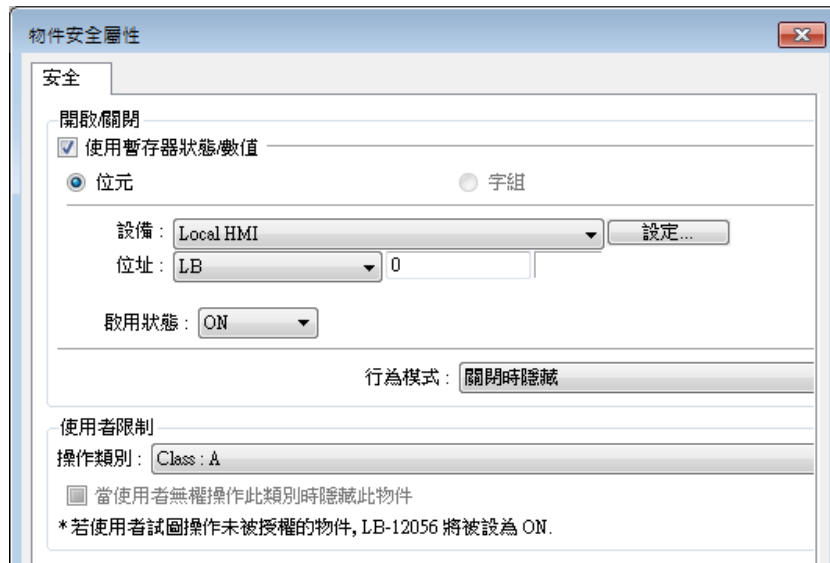 物件安全屬性
安全
開啟/關閉
使用暫存器狀態/數值
位元 字組
設備 : Local HMI 設定...
位址 : LB 0
啟用狀態 : ON
行為模式 : 關閉時隱藏
使用者限制
操作類別 : Class : A
當使用者無權操作此類別時隱藏此物件
* 若使用者試圖操作未被授權的物件, LB-12056 將被設為 ON.